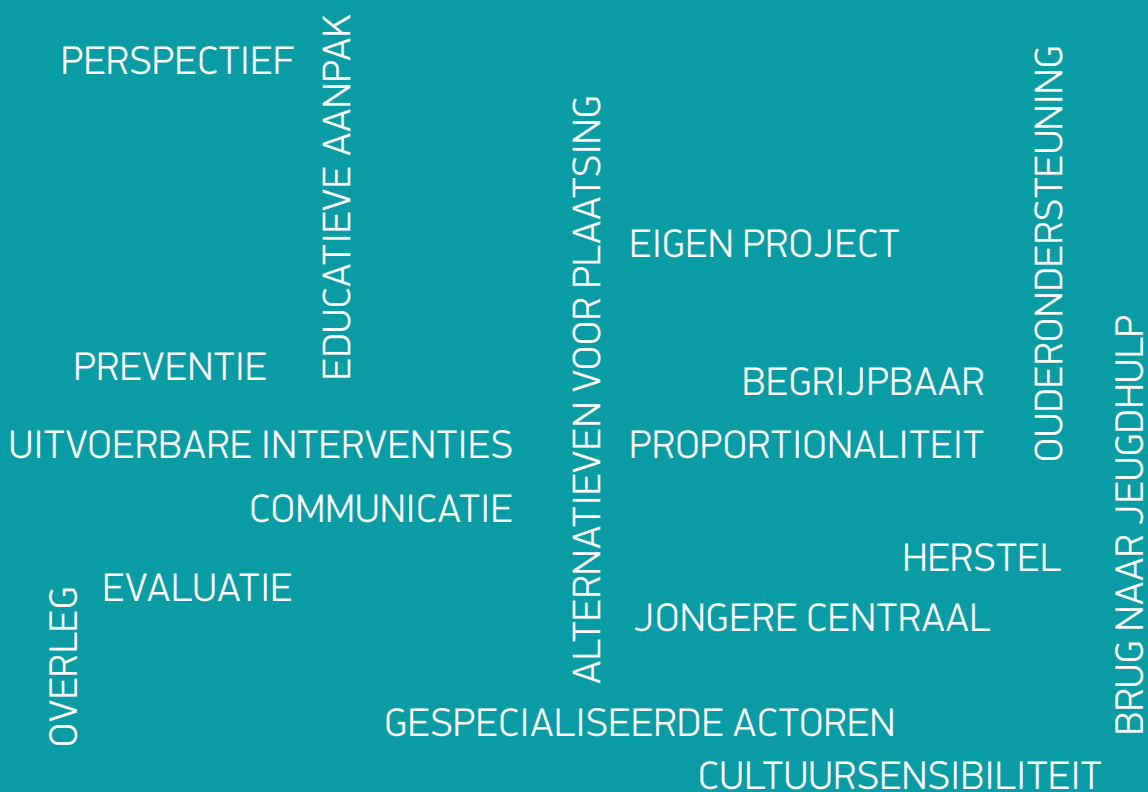 PERSPECTIEF
EDUCATIEVE AANPAK
ALTERNATIEVEN VOOR PLAATSING
OUDERONDERSTEUNING
EIGEN PROJECT
PREVENTIE
BEGRIJPBAAR
UITVOERBARE INTERVENTIES
PROPORTIONALITEIT
BRUG NAAR JEUGDHULP
COMMUNICATIE
HERSTEL
EVALUATIE
OVERLEG
JONGERE CENTRAAL
GESPECIALISEERDE ACTOREN
CULTUURSENSIBILITEIT